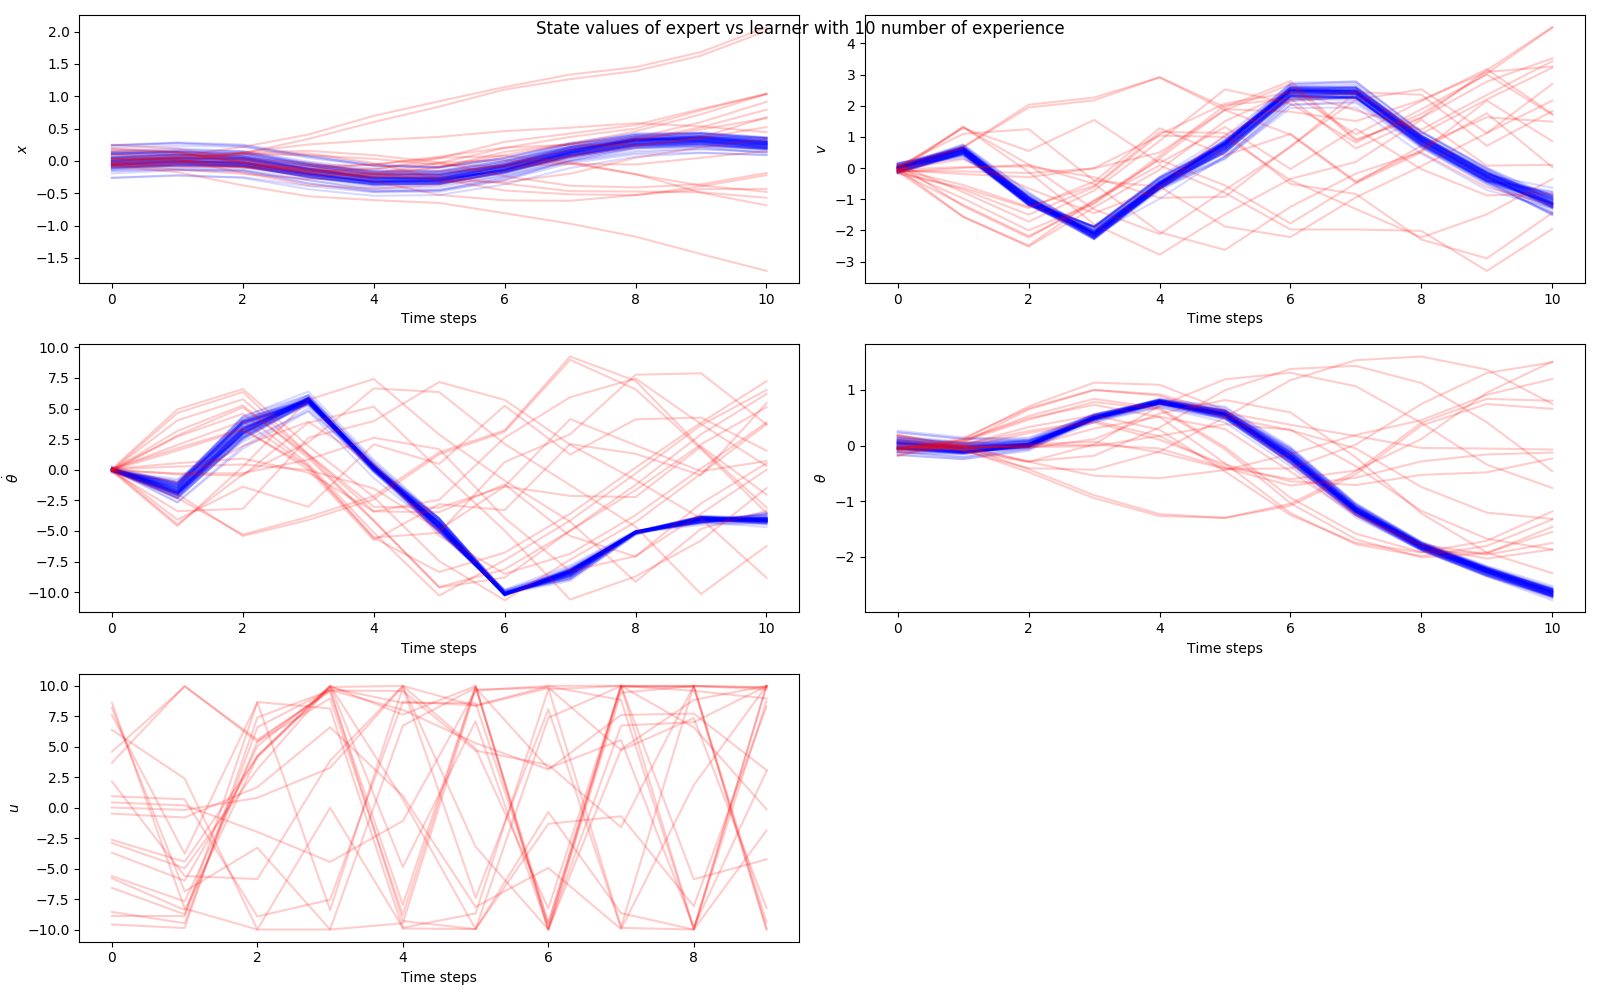 State values of expert vs learner with 10 number of experience
2.0
1.5
1.0
0.5
0.0
−0.5
−1.0
−1.5
x
0 2 4 6 8 10
Time steps
4
3
2
1
0
−1
−2
−3
v
0 2 4 6 8 10
Time steps
10.0
7.5
5.0
2.5
0.0
−2.5
−5.0
−7.5
−10.0
θ̇
0 2 4 6 8 10
Time steps
1
0
−1
−2
θ
0 2 4 6 8 10
Time steps
10.0
7.5
5.0
2.5
0.0
−2.5
−5.0
−7.5
−10.0
u
0 2 4 6 8
Time steps